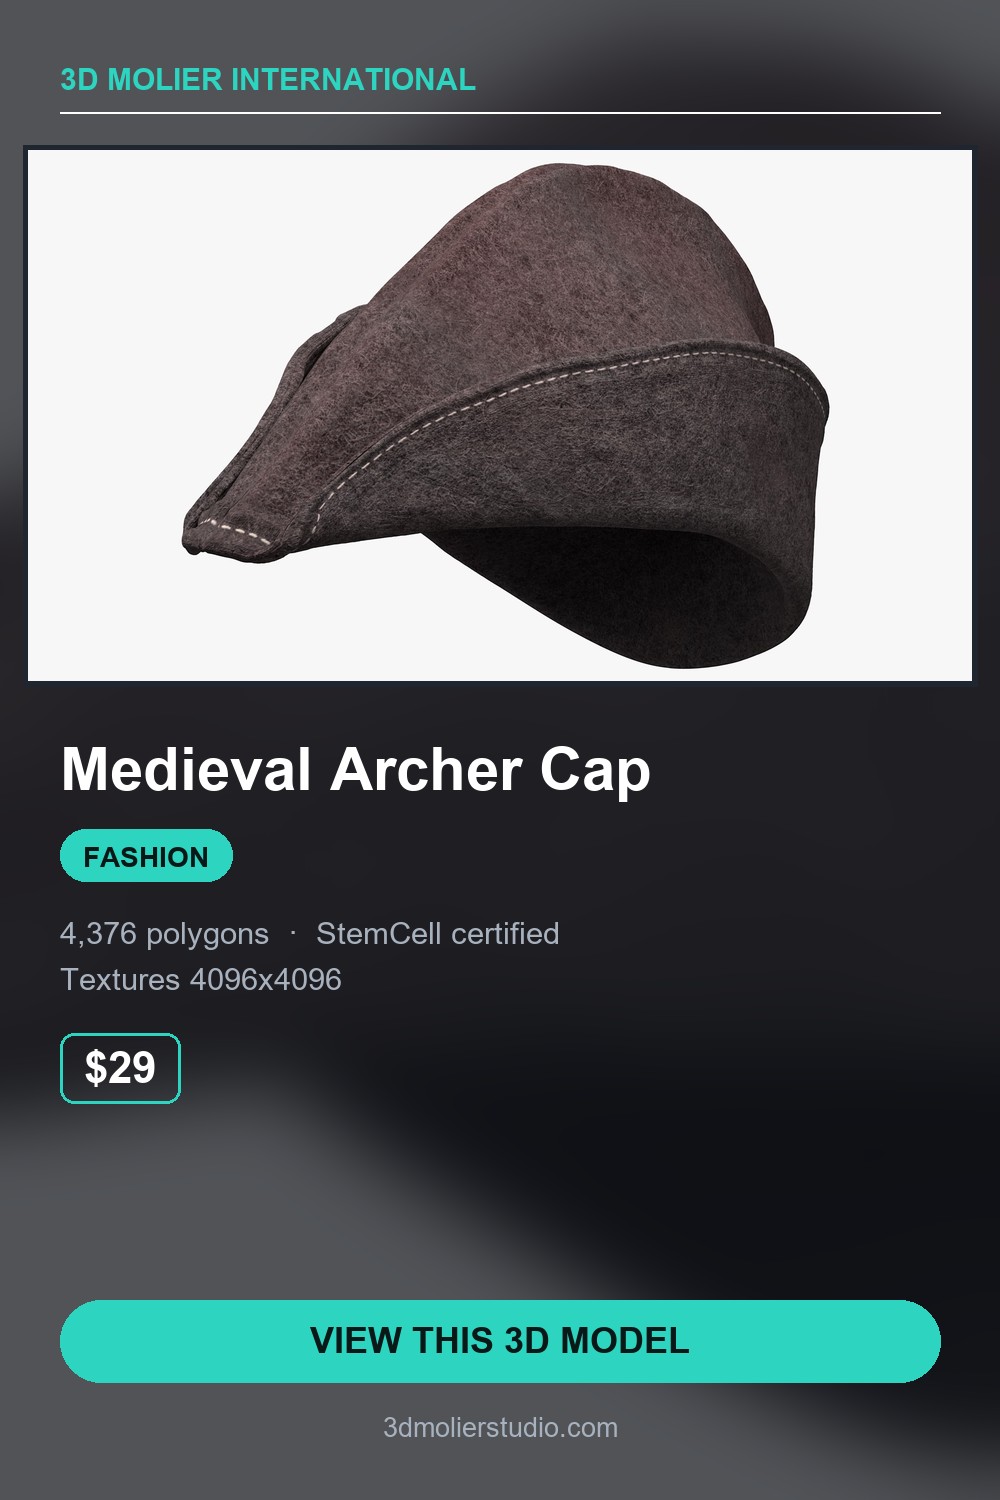 3D MOLIER INTERNATIONAL
Medieval Archer Cap
FASHION
4,376 polygons · StemCell certified
Textures 4096x4096
$29
VIEW THIS 3D MODEL
3dmolierstudio.com